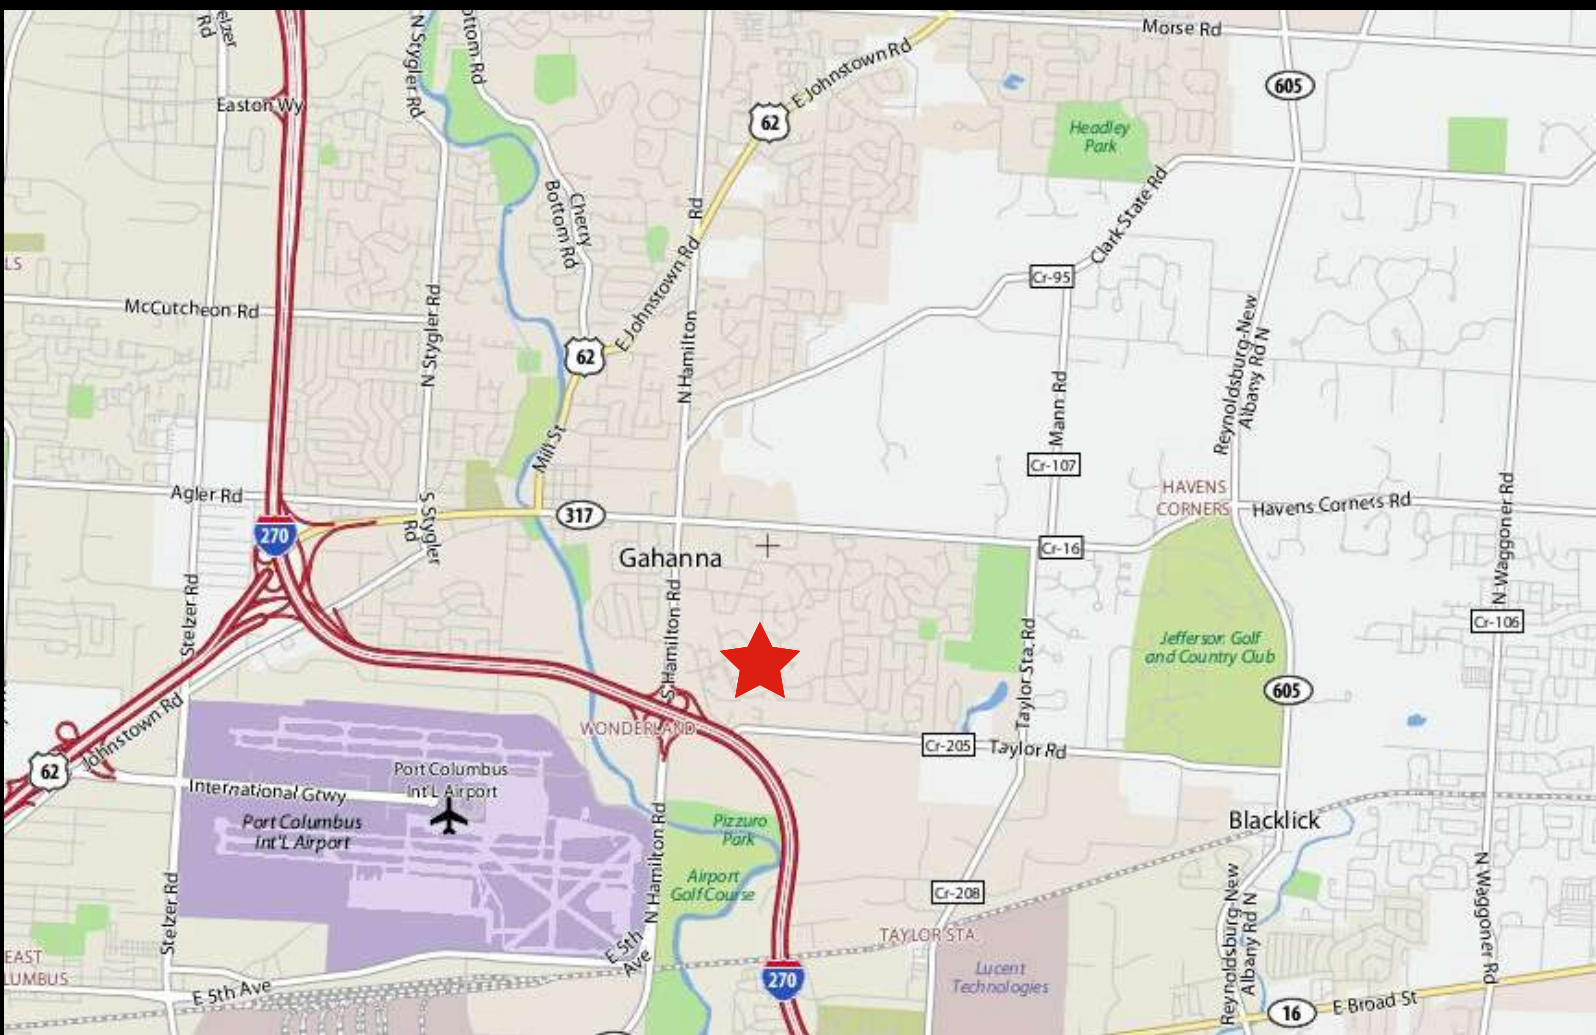 Stelzer
Rd
N Stygler Rd
ottom Rd
Morse Rd
E Johnstown Rd
605
Easton Wy
62
Headley
Park
Cherry
Bottom Rd
Rd
Clark State Rd
LS
E Johnstown Rd
Cr-95
McCutcheon Rd
N Stygler Rd
N Hamilton
62
Reynoldsburg-New
Albany Rd N
Mann Rd
Mill St
Cr-107
Agler Rd
HAVENS
CORNERS
Havens Corners Rd
N Waggoner Rd
S Stygler
Rd
317
270
Gahanna
Cr-16
Stelzer Rd
S Hamilton Rd
Taylor Sta. Rd
Cr-106
Jefferson Golf
and Country Club
605
Johnstown Rd
WONDERLAND
Cr-205
Taylor Rd
62
International Gtwy
Port Columbus
Int'L Airport
Port Columbus
Int'L Airport
Pizzuro
Park
Blacklick
N Hamilton Rd
Airport
Golf Course
Cr-208
Stelzer Rd
Reynoldsburg-New
Albany Rd N
N Waggoner Rd
EAST
LUMBUS
E 5th
Ave
TAYLOR STA.
Lucent
Technologies
270
E 5th Ave
16
E Broad St